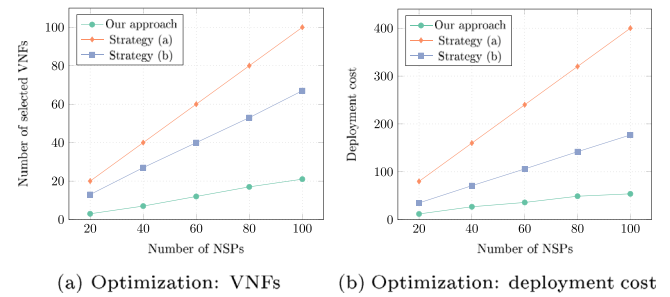 Our approach
Strategy (a)
Strategy (b)
Number of selected VNFs
100
80
60
40
20
0
20 40 60 80 100
Number of NSPs
(a) Optimization: VNFs
Our approach
Strategy (a)
Strategy (b)
Deployment cost
400
300
200
100
0
20 40 60 80 100
Number of NSPs
(b) Optimization: deployment cost